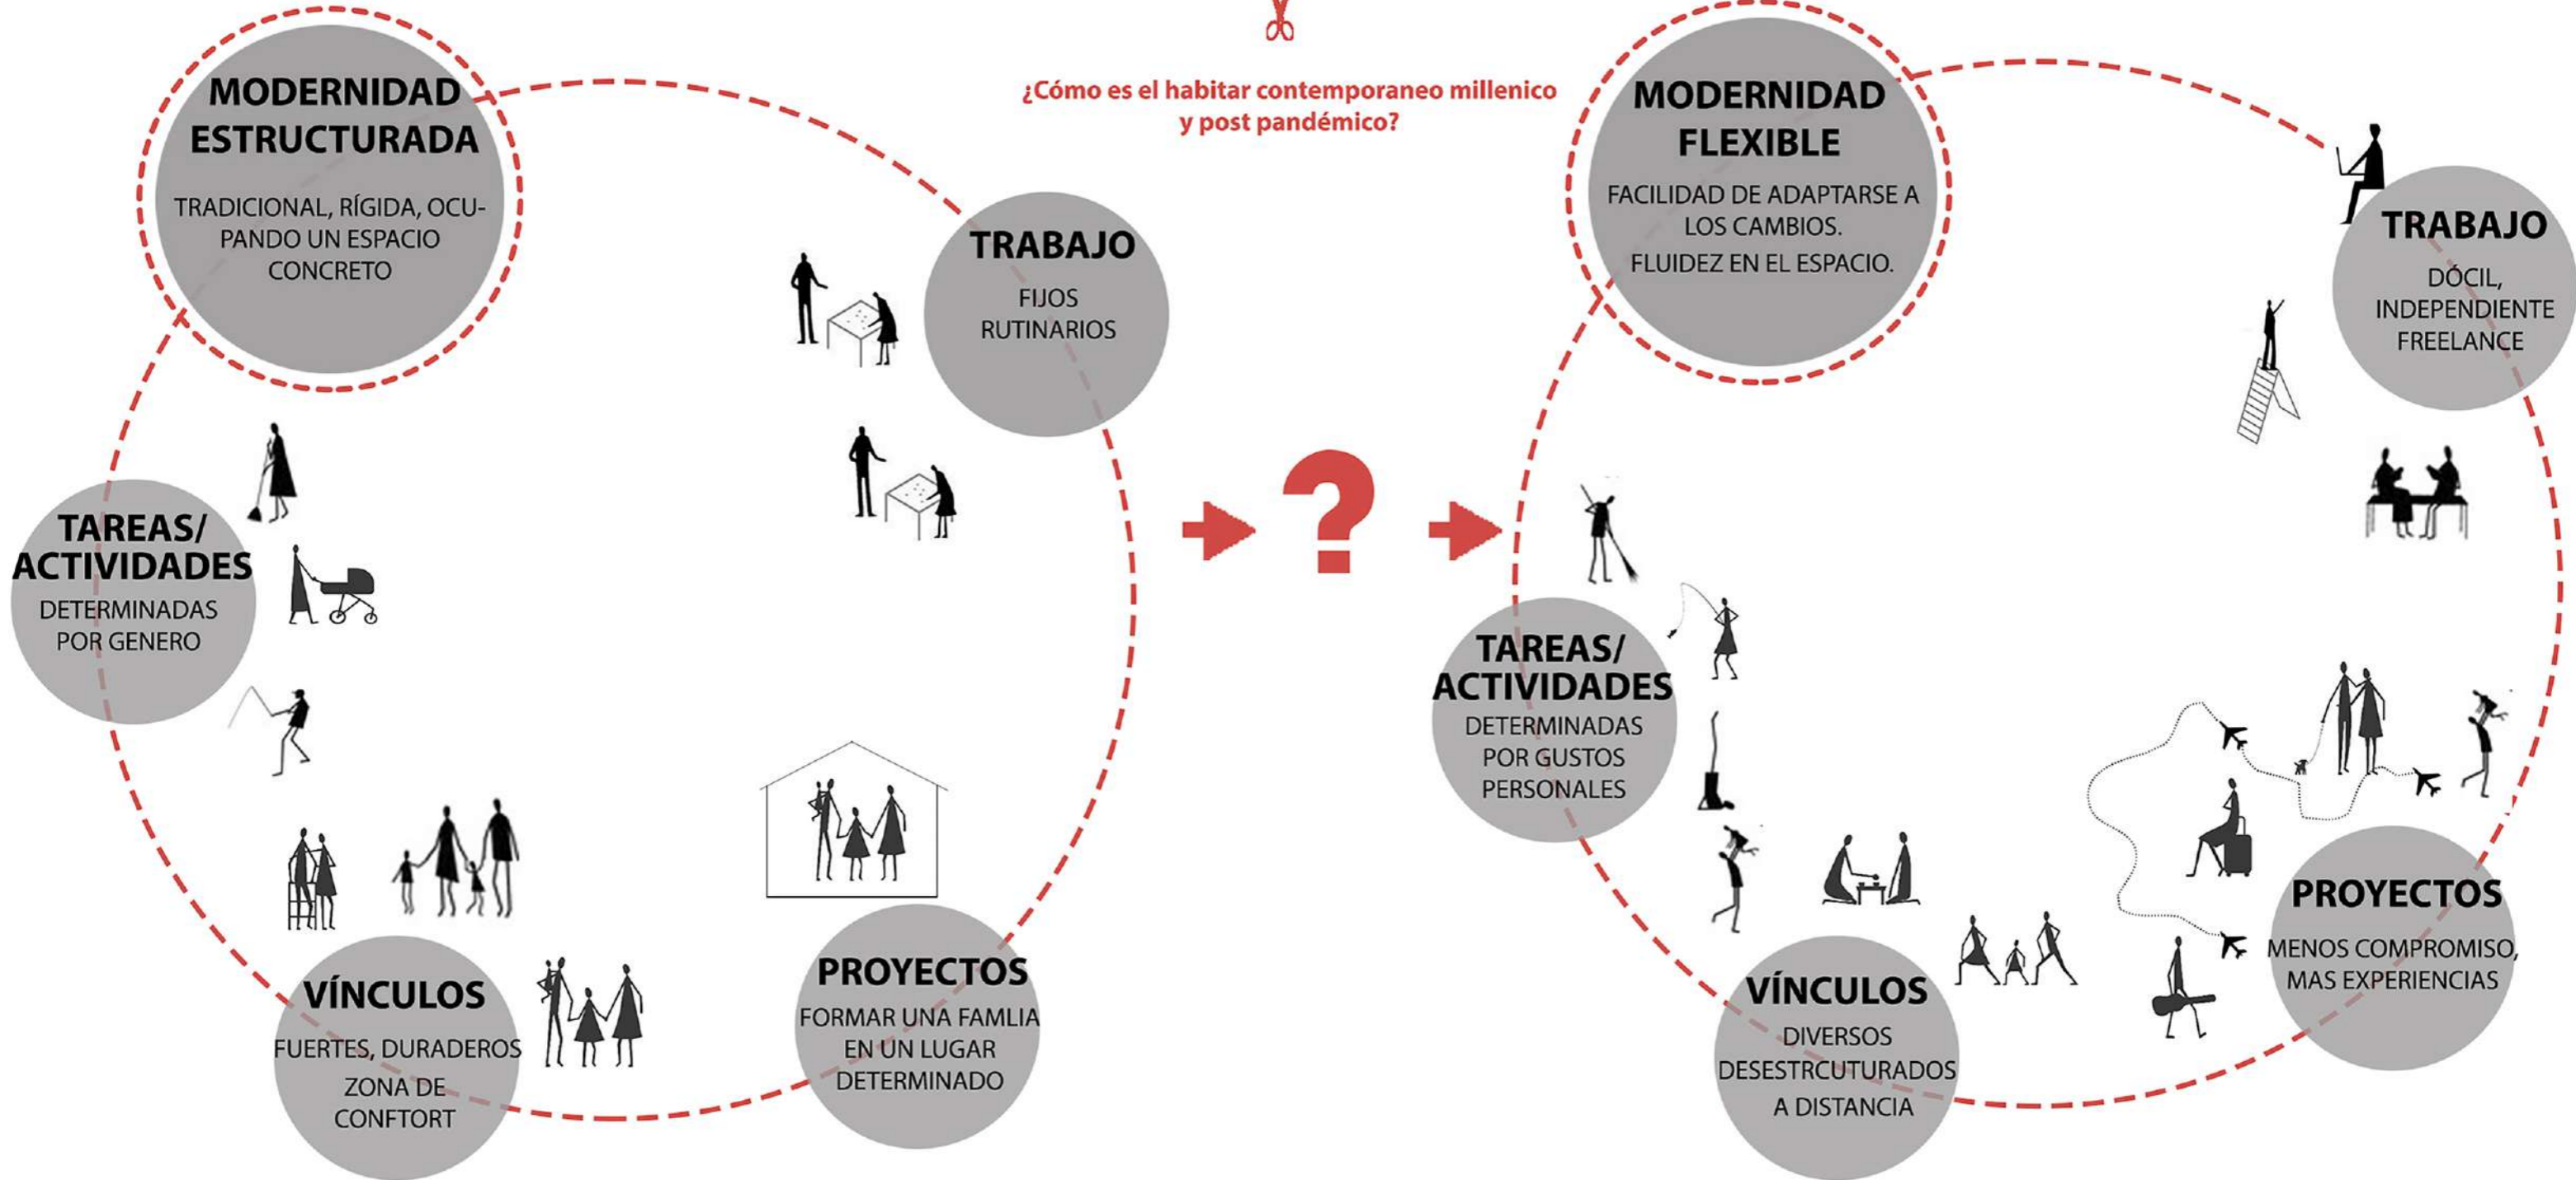 MODERNIDAD
ESTRUCTURADA
TRADICIONAL, RÍGIDA, OCU-
PANDO UN ESPACIO
CONCRETO
TRABAJO
FIJOS
RUTINARIOS
TAREAS/
ACTIVIDADES
DETERMINADAS
POR GENERO
VÍNCULOS
FUERTES, DURADEROS
ZONA DE
CONFTORT
PROYECTOS
FORMAR UNA FAMLIA
EN UN LUGAR
DETERMINADO
¿Cómo es el habitar contemporaneo millenico
y post pandémico?
?
MODERNIDAD
FLEXIBLE
FACILIDAD DE ADAPTARSE A
LOS CAMBIOS.
FLUIDEZ EN EL ESPACIO.
TRABAJO
DÓCIL,
INDEPENDIENTE
FREELANCE
TAREAS/
ACTIVIDADES
DETERMINADAS
POR GUSTOS
PERSONALES
VÍNCULOS
DIVERSOS
DESESTRCUTURADOS
A DISTANCIA
PROYECTOS
MENOS COMPROMISO,
MAS EXPERIENCIAS